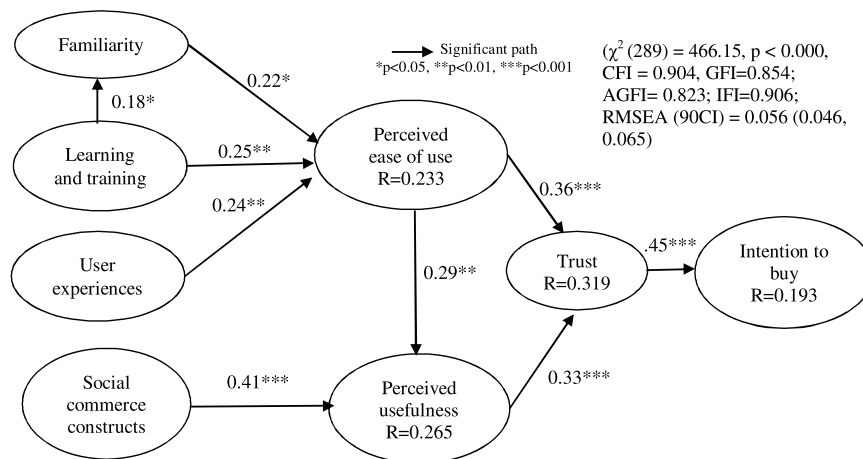 Familiarity
Significant path
*p<0.05, **p<0.01, ***p<0.001
(χ² (289) = 466.15, p < 0.000,
CFI = 0.904, GFI=0.854;
AGFI= 0.823; IFI=0.906;
RMSEA (90CI) = 0.056 (0.046,
0.065)
0.22*
0.18*
Learning
and training
0.25**
Perceived
ease of use
R=0.233
0.24**
0.36***
User
experiences
0.29**
Trust
R=0.319
.45***
Intention to
buy
R=0.193
Social
commerce
constructs
0.41***
Perceived
usefulness
R=0.265
0.33***